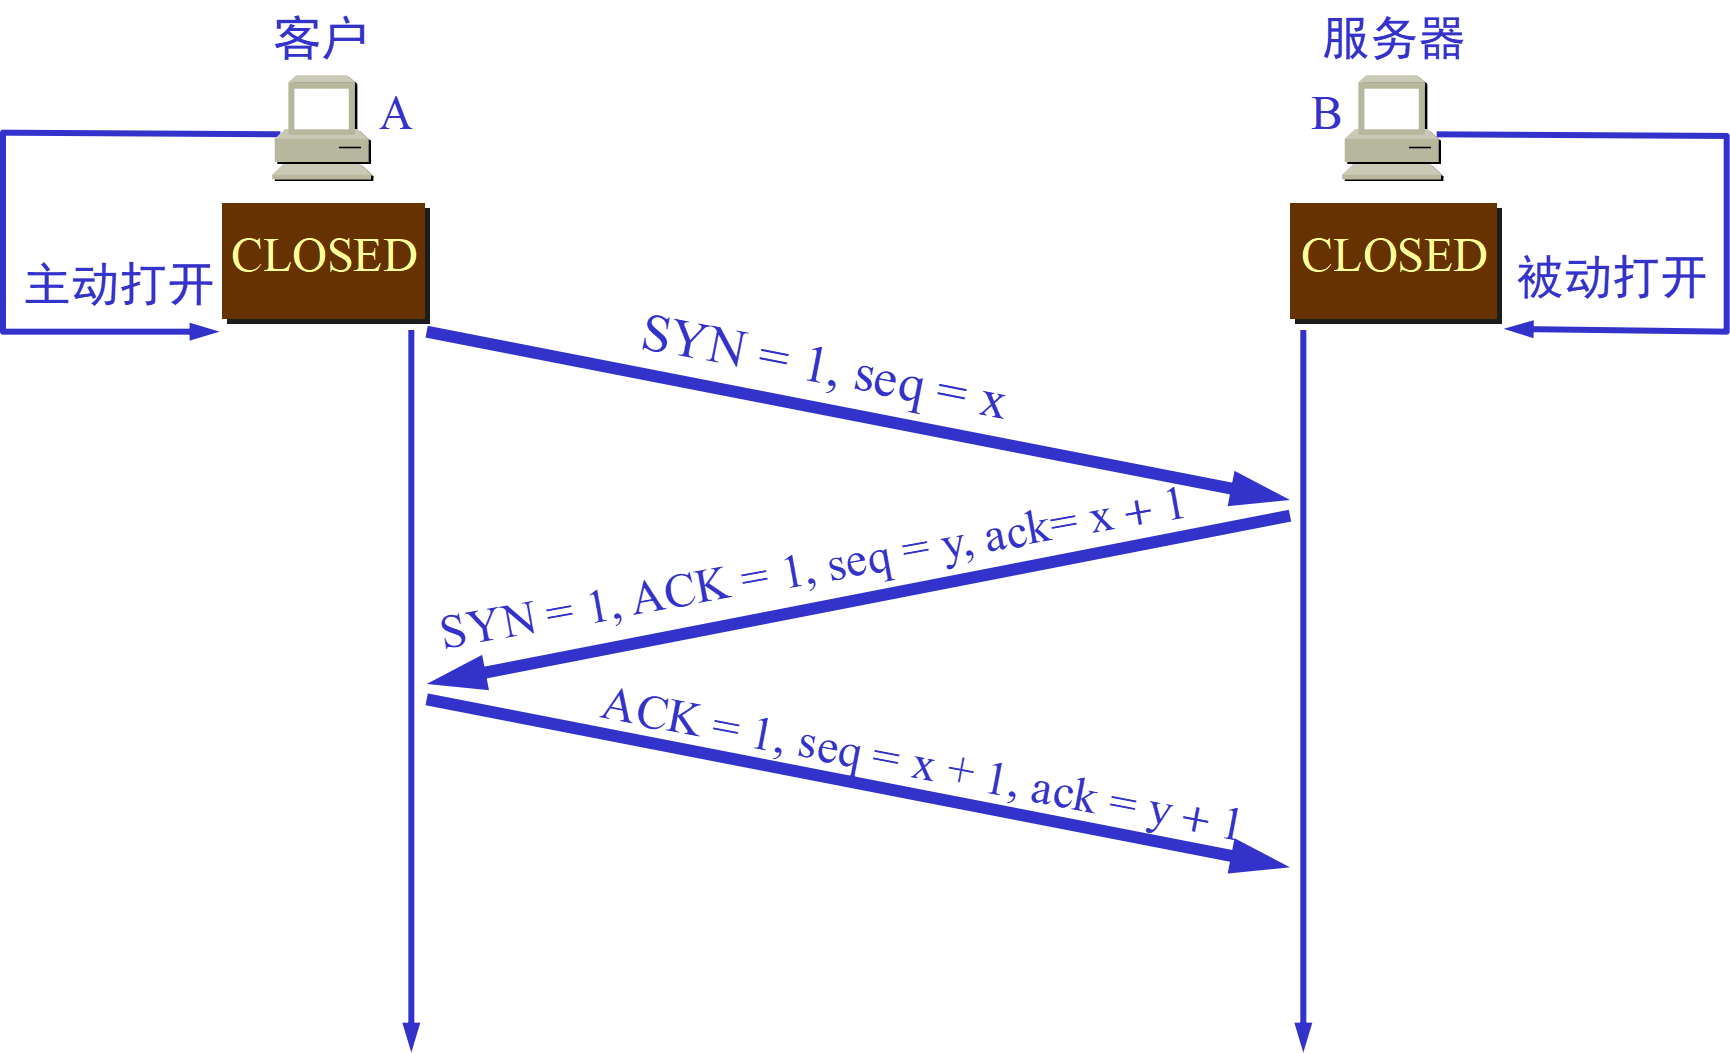 客户
服务器
A
B
CLOSED
CLOSED
主动打开
被动打开
SYN = 1, seq = x
SYN = 1, ACK = 1, seq = y, ack= x + 1
ACK = 1, seq = x + 1, ack = y + 1